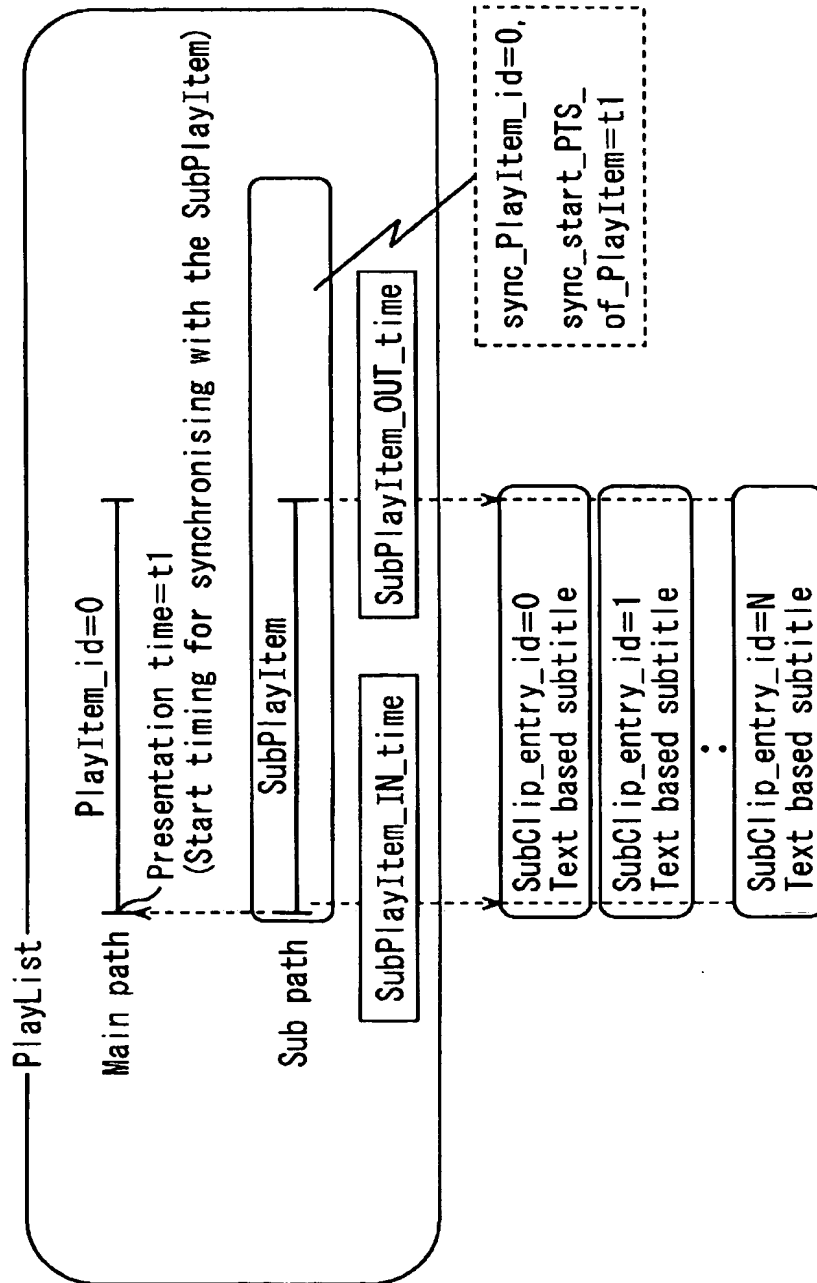 PlayList
Main path
PlayItem_id=0
Presentation time=t1
(Start timing for synchronising with the SubPlayItem)
Sub path
SubPlayItem
SubPlayItem_IN_time
SubPlayItem_OUT_time
sync_PlayItem_id=0,
sync_start_PTS_
of_PlayItem=t1
SubClip_entry_id=0
Text based subtitle
SubClip_entry_id=1
Text based subtitle
SubClip_entry_id=N
Text based subtitle